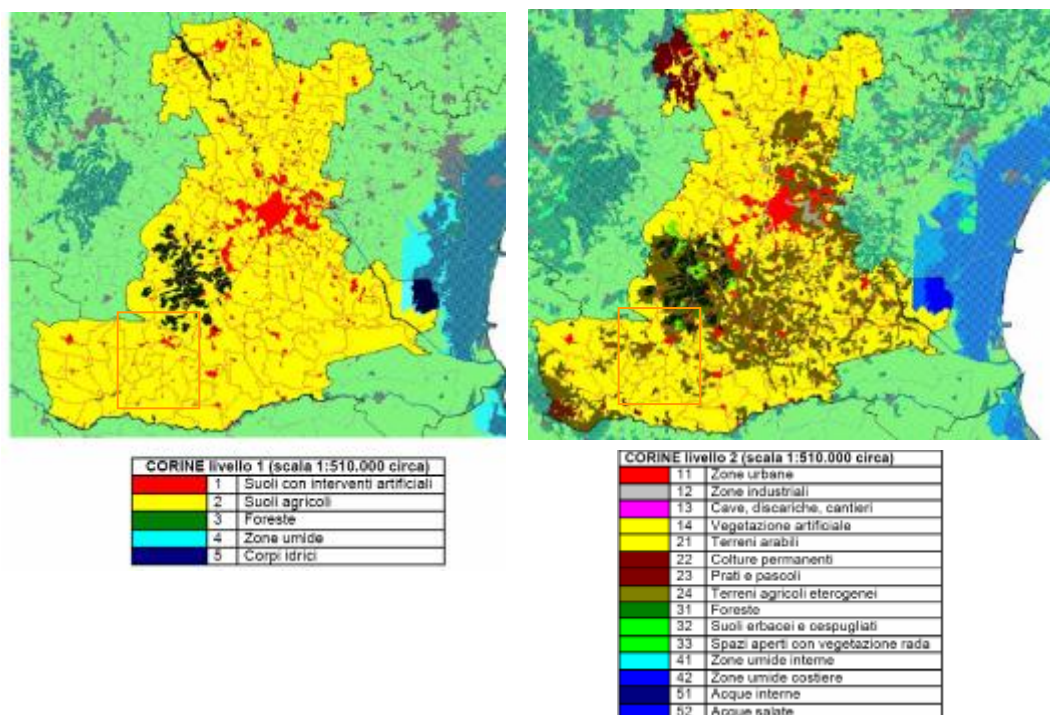 CORINE livello 1 (scala 1:510.000 circa)
1 Suoli con interventi artificiali
2 Suoli agricoli
3 Foreste
4 Zone umide
5 Corpi idrici
CORINE livello 2 (scala 1:510.000 circa)
11 Zone urbane
12 Zone industriali
13 Cave, discariche, cantieri
14 Vegetazione artificiale
21 Terreni arabili
22 Colture permanenti
23 Prati e pascoli
24 Terreni agricoli eterogenei
31 Foreste
32 Suoli erbacei e cespugliati
33 Spazi aperti con vegetazione rada
41 Zone umide interne
42 Zone umide costiere
51 Acque interne
52 Acque salate